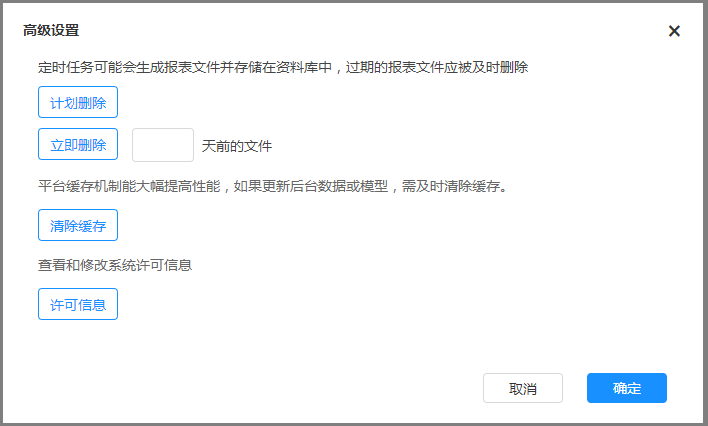 高级设置
定时任务可能会生成报表文件并存储在资料库中，过期的报表文件应被及时删除
计划删除
立即删除 天前的文件
平台缓存机制能大幅提高性能，如果更新后台数据或模型，需及时清除缓存。
清除缓存
查看和修改系统许可信息
许可信息
取消 确定